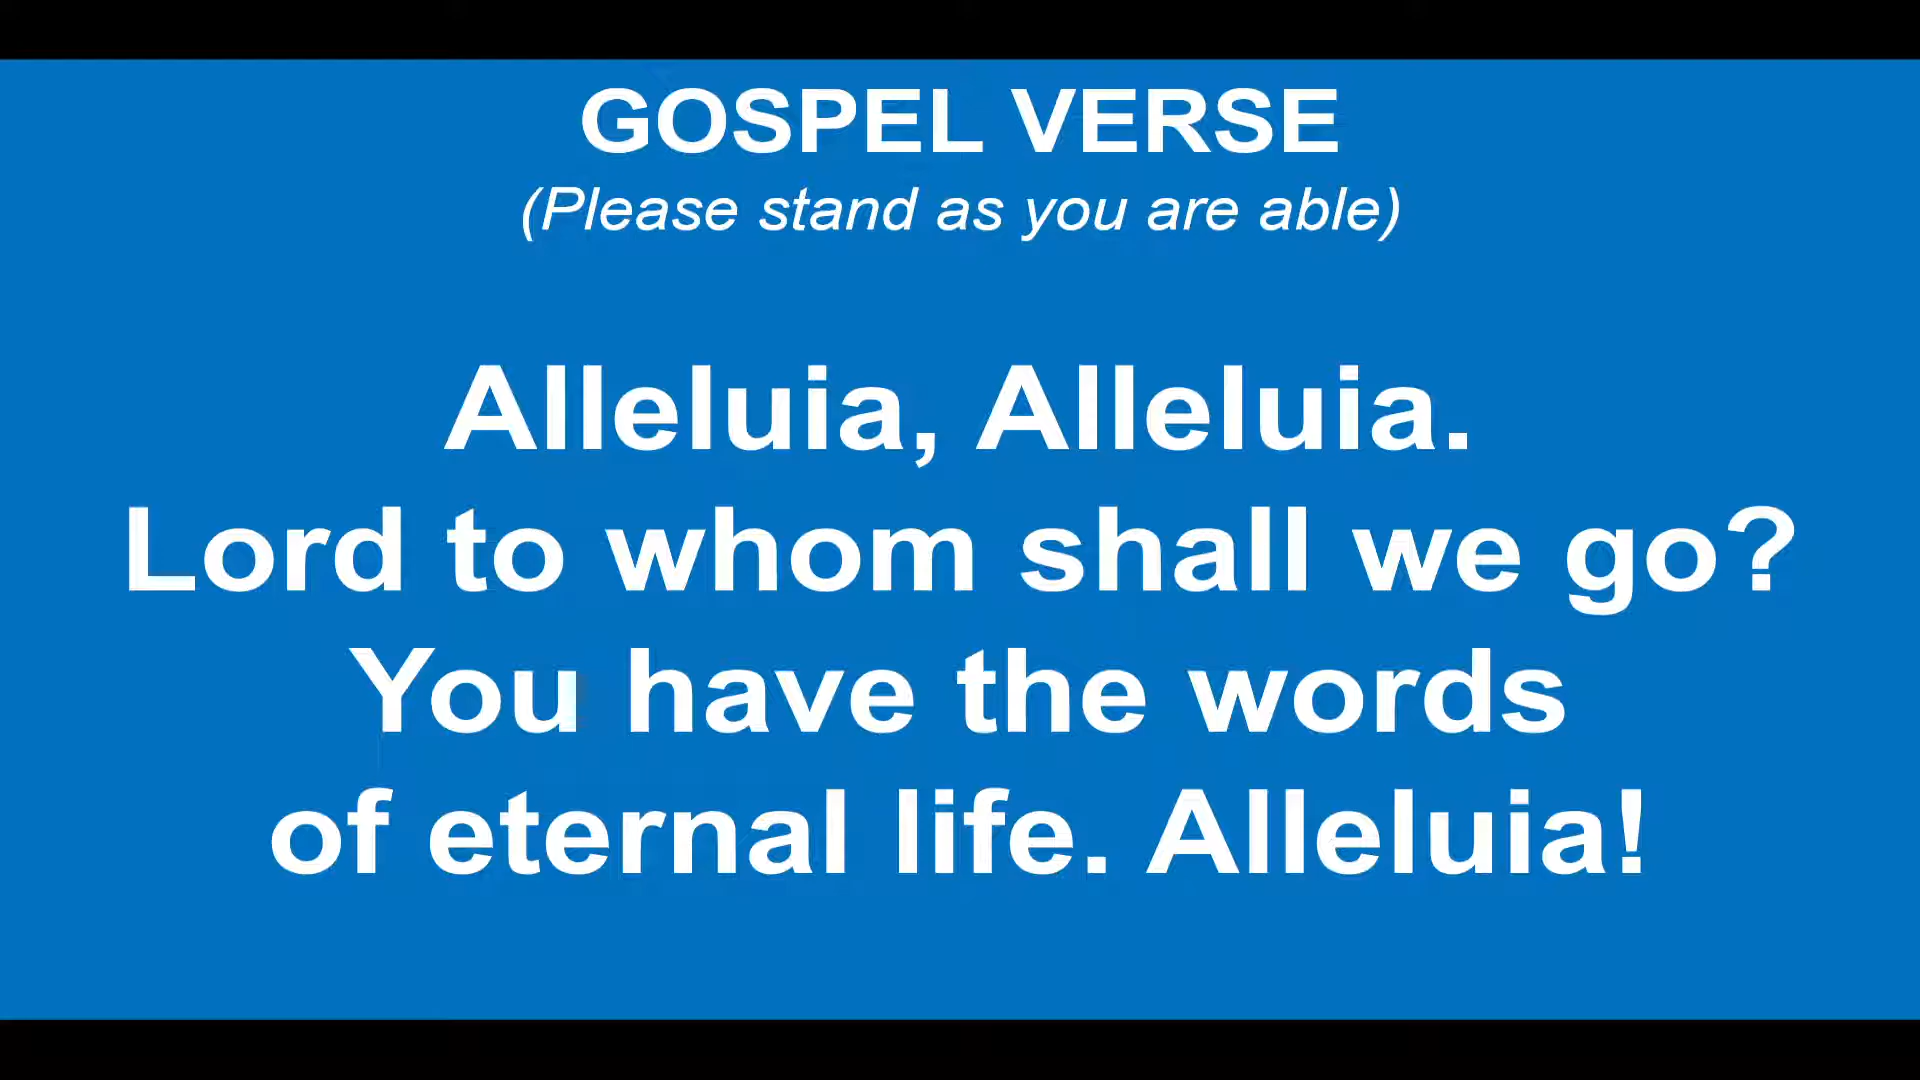 GOSPEL VERSE
(Please stand as you are able)
Alleluia, Alleluia.
Lord to whom shall we go?
You have the words
of eternal life. Alleluia!